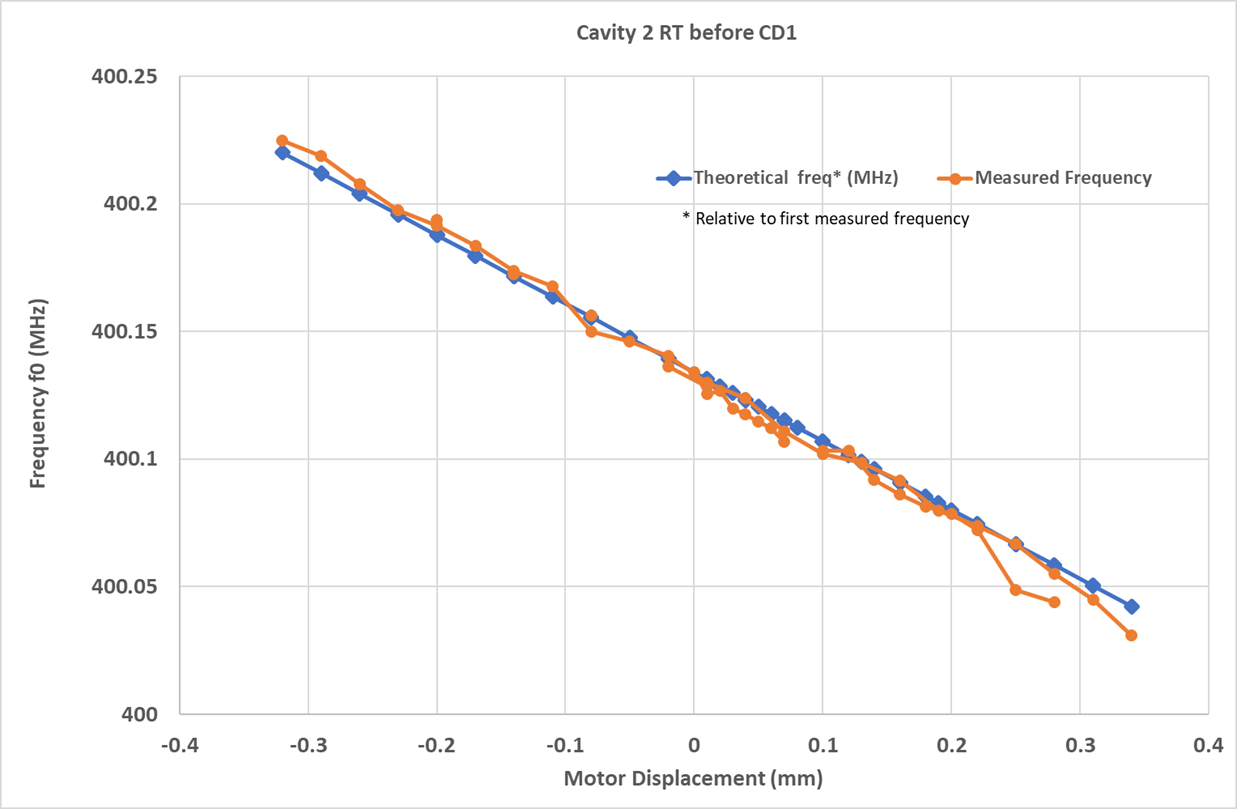 Cavity 2 RT before CD1
400.25
400.2
400.15
400.1
400.05
400
Frequency f0 (MHz)
Theoretical freq* (MHz) Measured Frequency
* Relative to first measured frequency
-0.4 -0.3 -0.2 -0.1 0 0.1 0.2 0.3 0.4
Motor Displacement (mm)